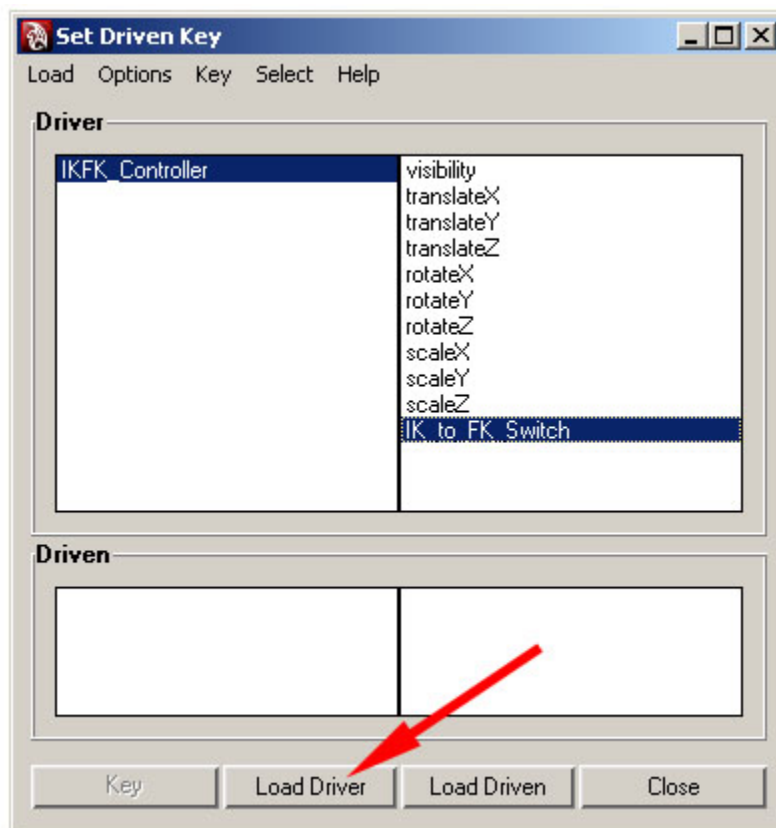 Set Driven Key
Load Options Key Select Help
Driver
IKFK_Controller
visibility
translateX
translateY
translateZ
rotateX
rotateY
rotateZ
scaleX
scaleY
scaleZ
IK_to_FK_Switch
Driven
Key Load Driver Load Driven Close